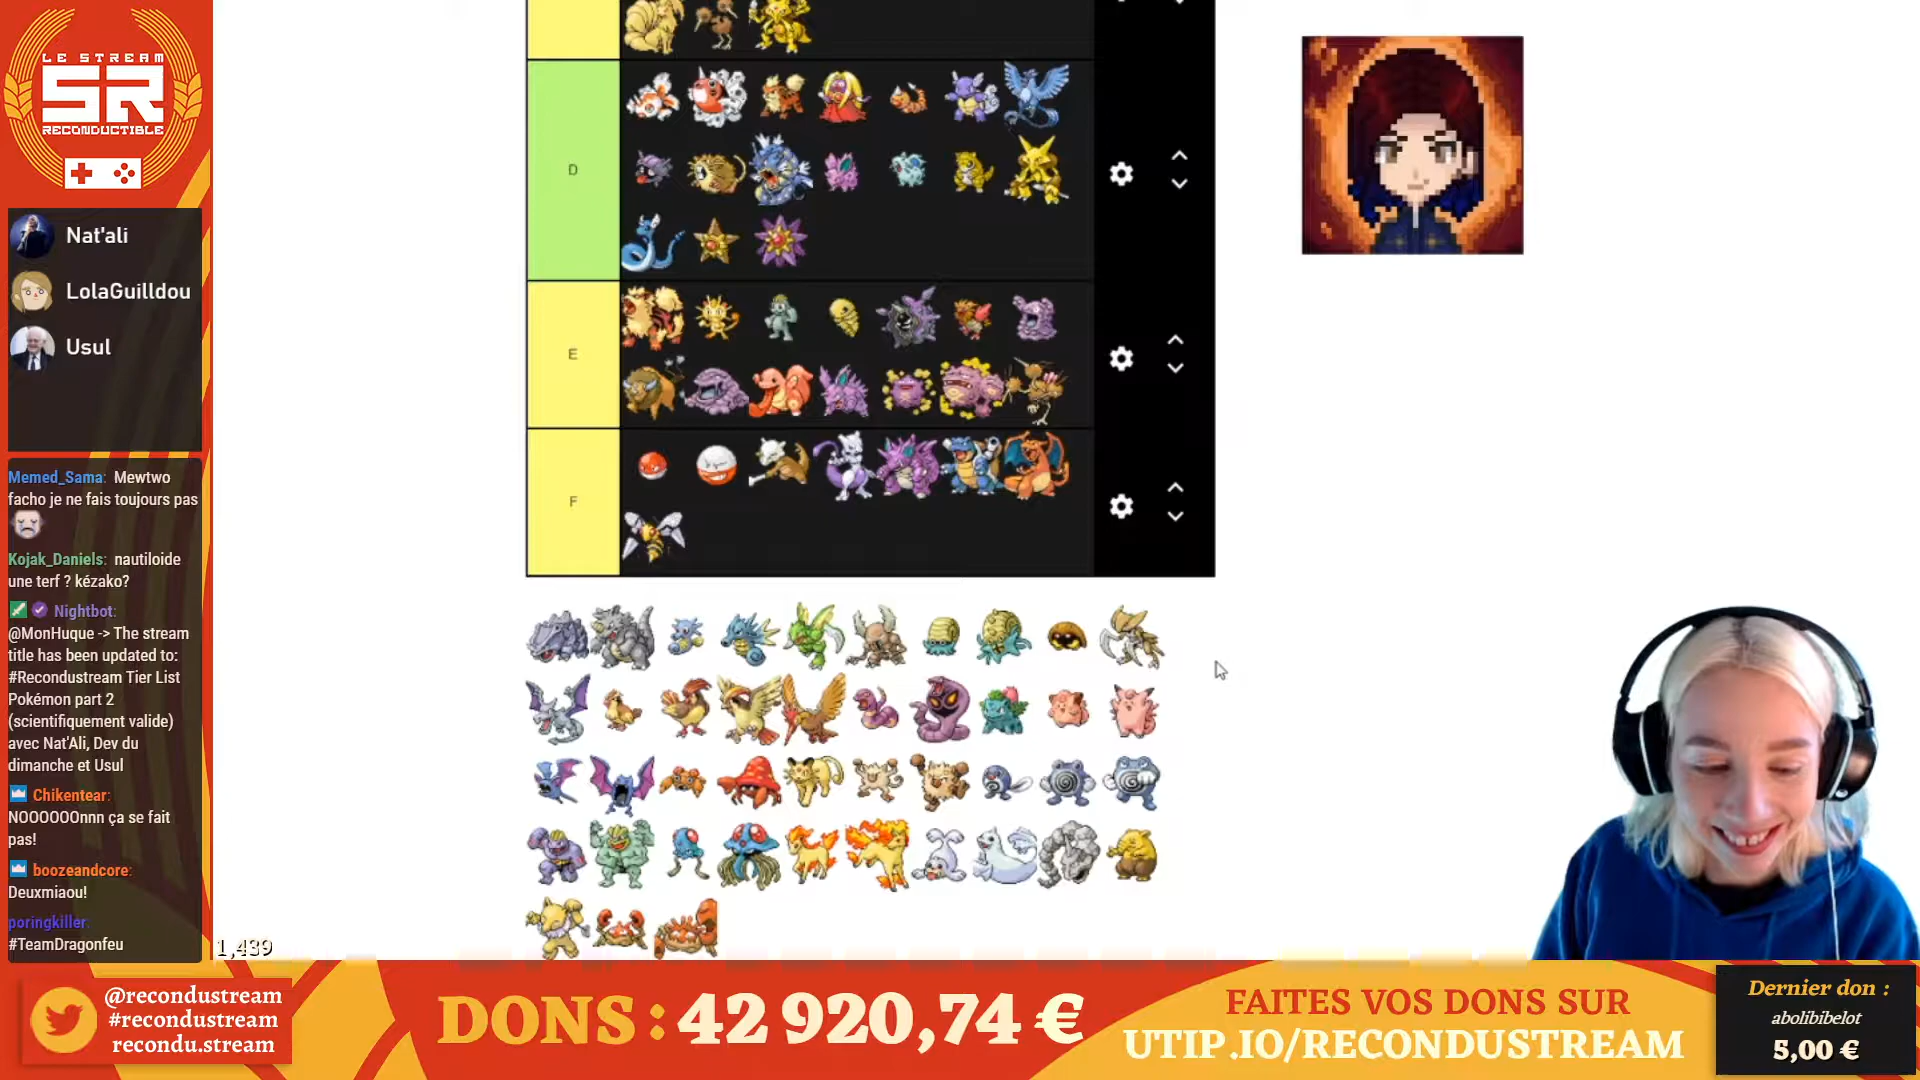 LE STREAM
SR
RECONDUCTIBLE
Nat'ali
LolaGuilldou
Usul
Memed_Sama: Mewtwo
facho je ne fais toujours pas
Kojak_Daniels: nautiloide
une terf ? kézako?
Nightbot:
@MonHuque -> The stream
title has been updated to:
#Recondustream Tier List
Pokémon part 2
(scientifiquement valide)
avec Nat'Ali, Dev du
dimanche et Usul
Chikentear:
NOOOOOOnnn ça se fait
pas!
boozeandcore:
Deuxmiaou!
poringkiller:
#TeamDragonfeu
1,439
D
E
F
@recondustream
#recondustream
recondu.stream
DONS : 42 920,74 €
FAITES VOS DONS SUR
UTIP.IO/RECONDUSTREAM
Dernier don :
abolibibelot
5,00 €